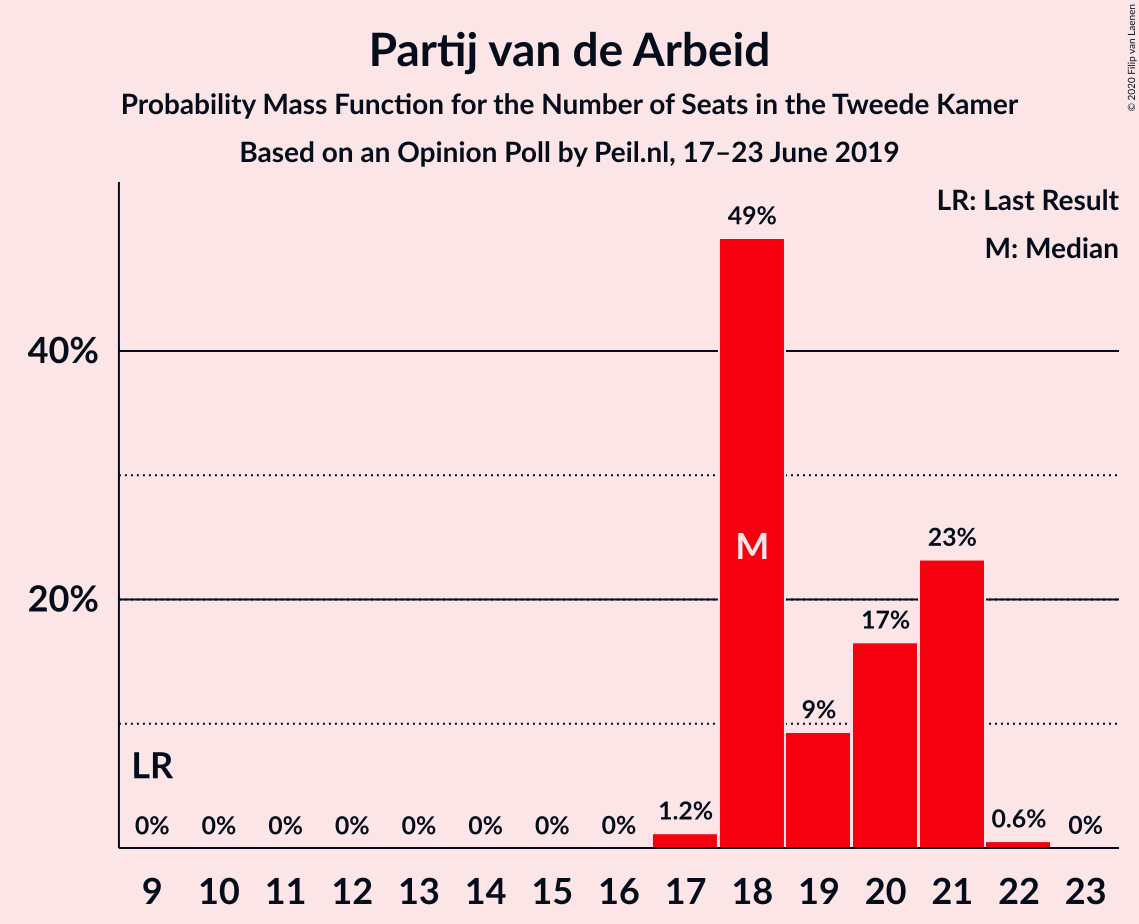 Partij van de Arbeid
Probability Mass Function for the Number of Seats in the Tweede Kamer
Based on an Opinion Poll by Peil.nl, 17–23 June 2019
© 2020 Filip van Laenen
LR: Last Result
M: Median
49%
40%
M
23%
20%
17%
9%
LR
0% 0% 0% 0% 0% 0% 0% 0% 1.2% 0.6% 0%
9 10 11 12 13 14 15 16 17 18 19 20 21 22 23